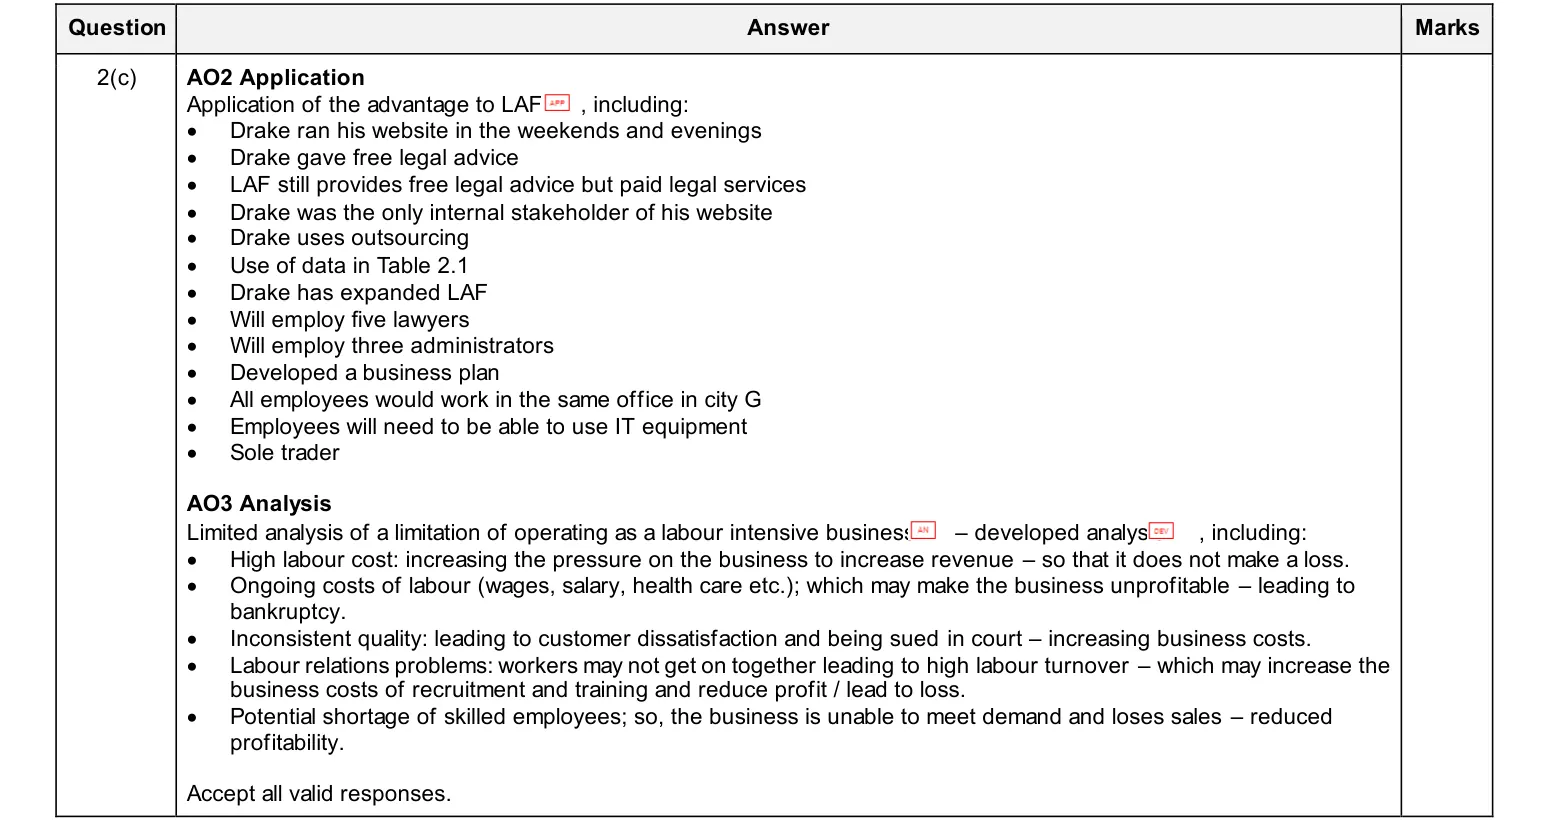 Question Answer Marks
2(c) AO2 Application
Application of the advantage to LAF APP , including:
• Drake ran his website in the weekends and evenings
• Drake gave free legal advice
• LAF still provides free legal advice but paid legal services
• Drake was the only internal stakeholder of his website
• Drake uses outsourcing
• Use of data in Table 2.1
• Drake has expanded LAF
• Will employ five lawyers
• Will employ three administrators
• Developed a business plan
• All employees would work in the same office in city G
• Employees will need to be able to use IT equipment
• Sole trader
AO3 Analysis
Limited analysis of a limitation of operating as a labour intensive business AN – developed analys DEV , including:
• High labour cost: increasing the pressure on the business to increase revenue – so that it does not make a loss.
• Ongoing costs of labour (wages, salary, health care etc.); which may make the business unprofitable – leading to
bankruptcy.
• Inconsistent quality: leading to customer dissatisfaction and being sued in court – increasing business costs.
• Labour relations problems: workers may not get on together leading to high labour turnover – which may increase the
business costs of recruitment and training and reduce profit / lead to loss.
• Potential shortage of skilled employees; so, the business is unable to meet demand and loses sales – reduced
profitability.
Accept all valid responses.